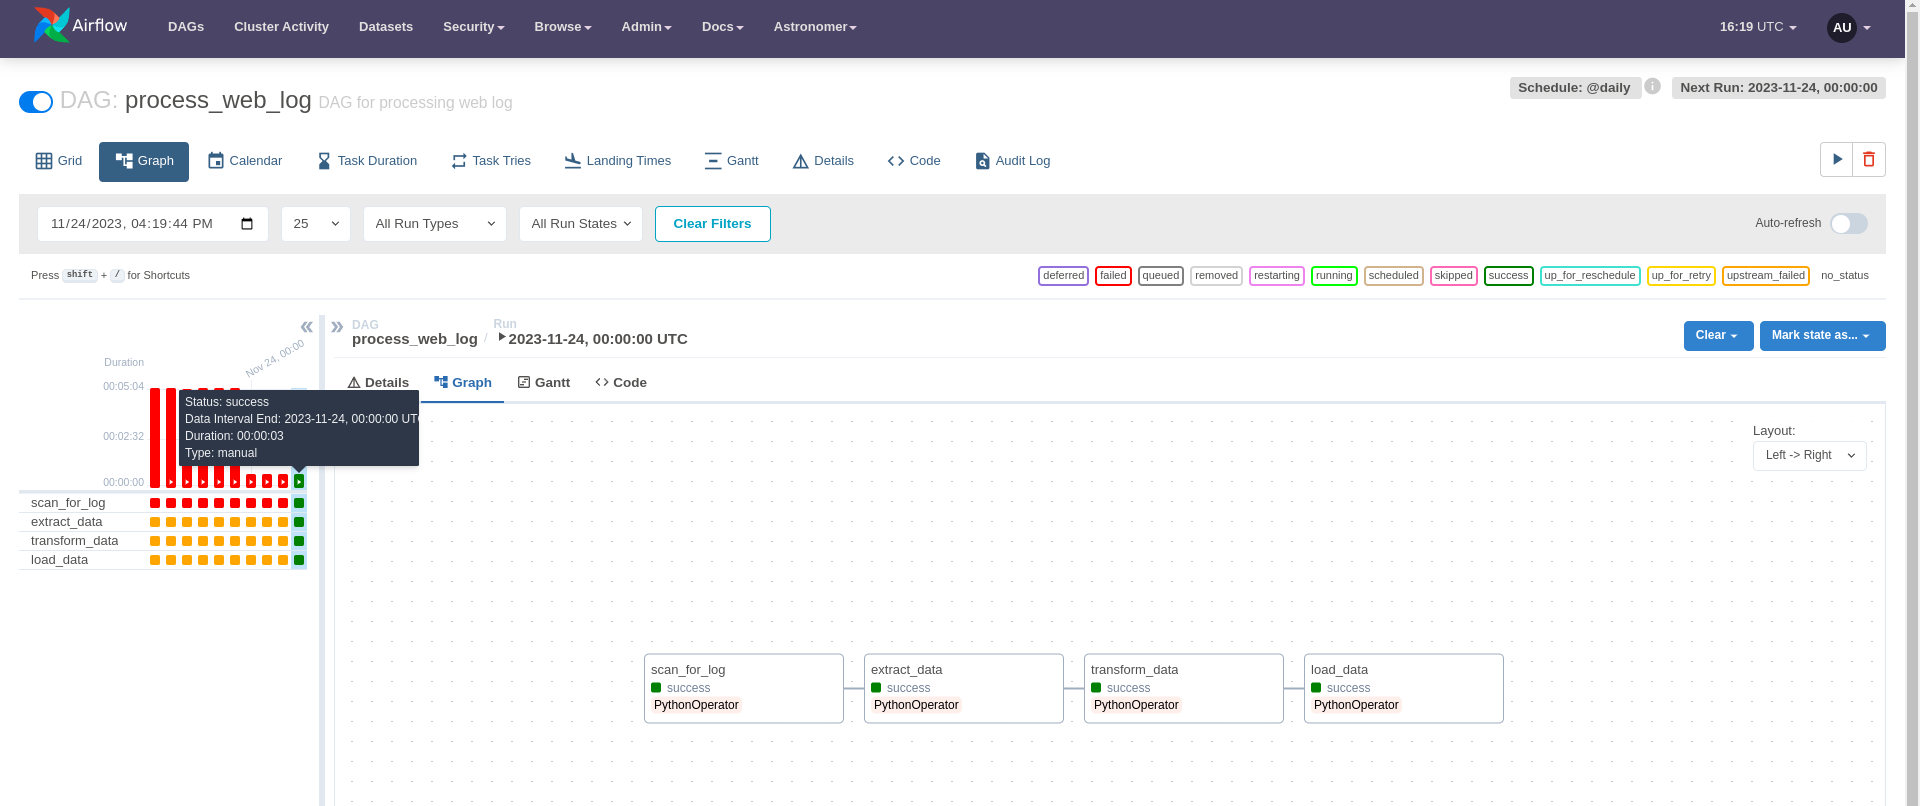 Airflow DAGs Cluster Activity Datasets Security Browse Admin Docs Astronomer 16:19 UTC AU
DAG: process_web_log DAG for processing web log
Schedule: @daily i Next Run: 2023-11-24, 00:00:00
Grid Graph Calendar Task Duration Task Tries Landing Times Gantt Details Code Audit Log
11/24/2023, 04:19:44 PM 25 All Run Types All Run States Clear Filters Auto-refresh
Press shift + / for Shortcuts
deferred failed queued removed restarting running scheduled skipped success up_for_reschedule up_for_retry upstream_failed no_status
« » DAG
process_web_log / Run
2023-11-24, 00:00:00 UTC
Clear Mark state as...
Nov 24, 00:00
Duration
00:05:04
00:02:32
00:00:00
Status: success
Data Interval End: 2023-11-24, 00:00:00 UTC
Duration: 00:00:03
Type: manual
scan_for_log
extract_data
transform_data
load_data
Details Graph Gantt Code
Layout:
Left -> Right
scan_for_log
success
PythonOperator
extract_data
success
PythonOperator
transform_data
success
PythonOperator
load_data
success
PythonOperator